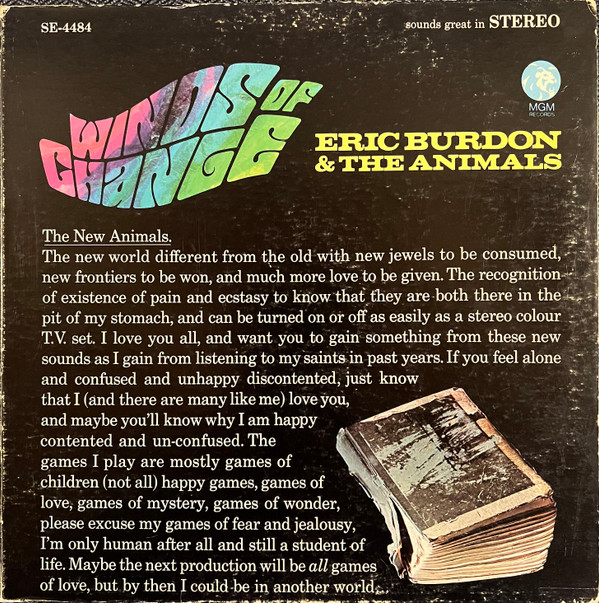 SE-4484
sounds great in STEREO
WINDS OF
CHANGE
MGM
RECORDS
ERIC BURDON
& THE ANIMALS
The New Animals.
The new world different from the old with new jewels to be consumed,
new frontiers to be won, and much more love to be given. The recognition
of existence of pain and ecstasy to know that they are both there in the
pit of my stomach, and can be turned on or off as easily as a stereo colour
T.V. set. I love you all, and want you to gain something from these new
sounds as I gain from listening to my saints in past years. If you feel alone
and confused and unhappy discontented, just know
that I (and there are many like me) love you,
and maybe you'll know why I am happy
contented and un-confused. The
games I play are mostly games of
children (not all) happy games, games of
love, games of mystery, games of wonder,
please excuse my games of fear and jealousy,
I'm only human after all and still a student of
life. Maybe the next production will be all games
of love, but by then I could be in another world...